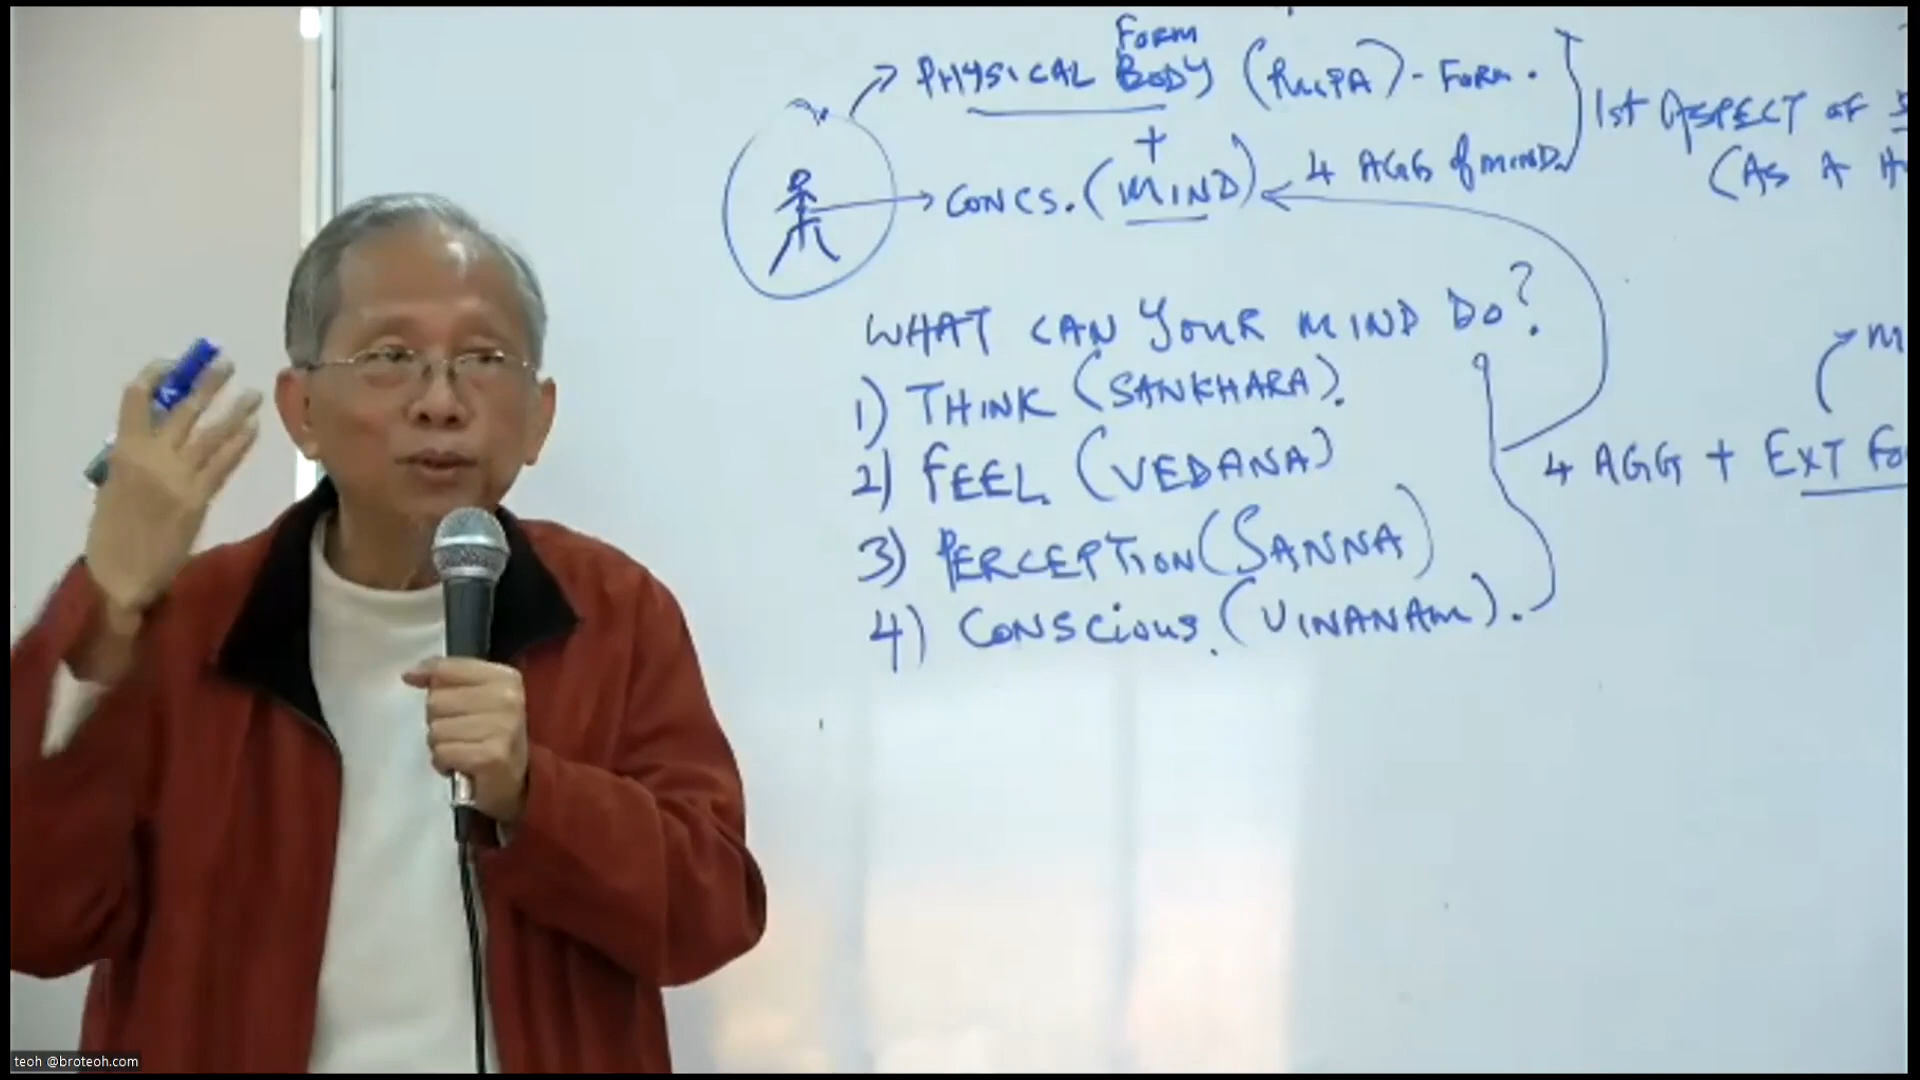 FORM
PHYSICAL BODY (RUPA) - FORM.
+
CONCS. (MIND) 4 AGG of MIND.
1st ASPECT OF
(AS A
WHAT CAN YOUR MIND DO?
1) THINK (SANKHARA).
2) FEEL (VEDANA)
3) PERCEPTION (SANNA)
4) CONSCIOUS. (VINANAM).
4 AGG + EXT FO
M
teoh @broteoh.com